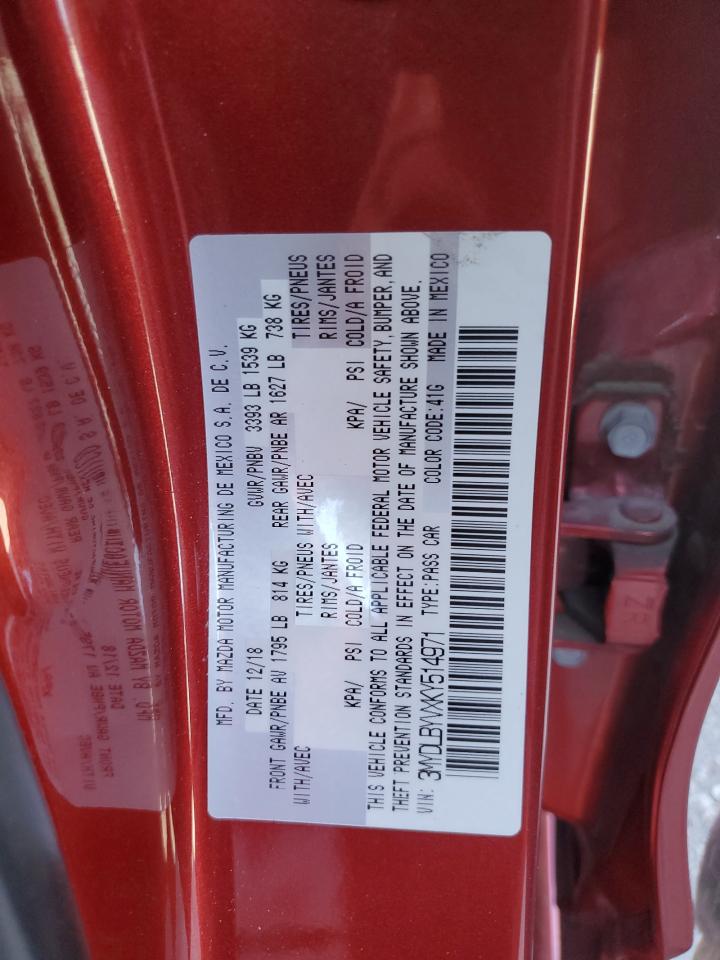 MFD. BY MAZDA MOTOR MANUFACTURING DE MEXICO S.A. DE C.V.
DATE 12/18 GVWR/PNBV 3393 LB 1539 KG
FRONT GAWR/PNBE AV 1795 LB 814 KG REAR GAWR/PNBE AR 1627 LB 738 KG
WITH/AVEC TIRES/PNEUS WITH/AVEC TIRES/PNEUS
RIMS/JANTES RIMS/JANTES
KPA/ PSI COLD/A FROID KPA/ PSI COLD/A FROID
THIS VEHICLE CONFORMS TO ALL APPLICABLE FEDERAL MOTOR VEHICLE SAFETY, BUMPER, AND
THEFT PREVENTION STANDARDS IN EFFECT ON THE DATE OF MANUFACTURE SHOWN ABOVE.
VIN: 3MYDLBYVXKY514971 TYPE:PASS CAR COLOR CODE:41G MADE IN MEXICO